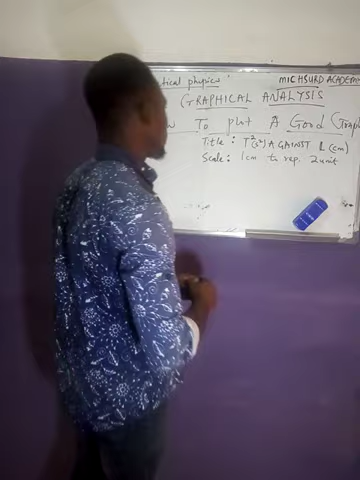 tical physics' MICHSURD ACADEMY
GRAPHICAL ANALYSIS
To plot A Good Graph
Title : T²(s²) AGAINST L (cm)
Scale : 1cm to rep. 2unit